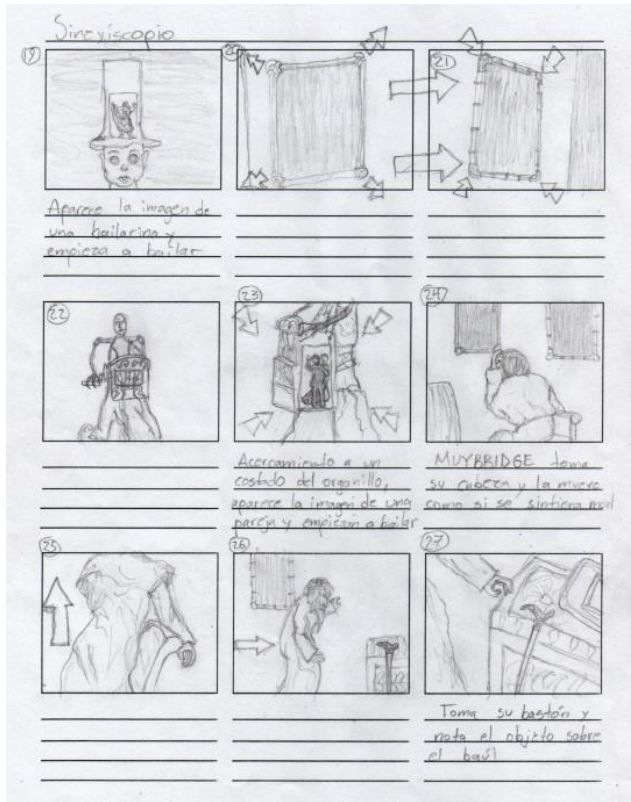 Sinexiscopio
19
20
21
Aparece la imagen de
una bailarina y
empieza a bailar
22
23
24
Acercamiento a un
costado del organillo,
aparece la imagen de una
pareja y empiezan a bailar
MUYBRIDGE toma
su cabeza y la mueve
como si se sintiera mal
25
26
27
Toma su bastón y
nota el objeto sobre
el baúl